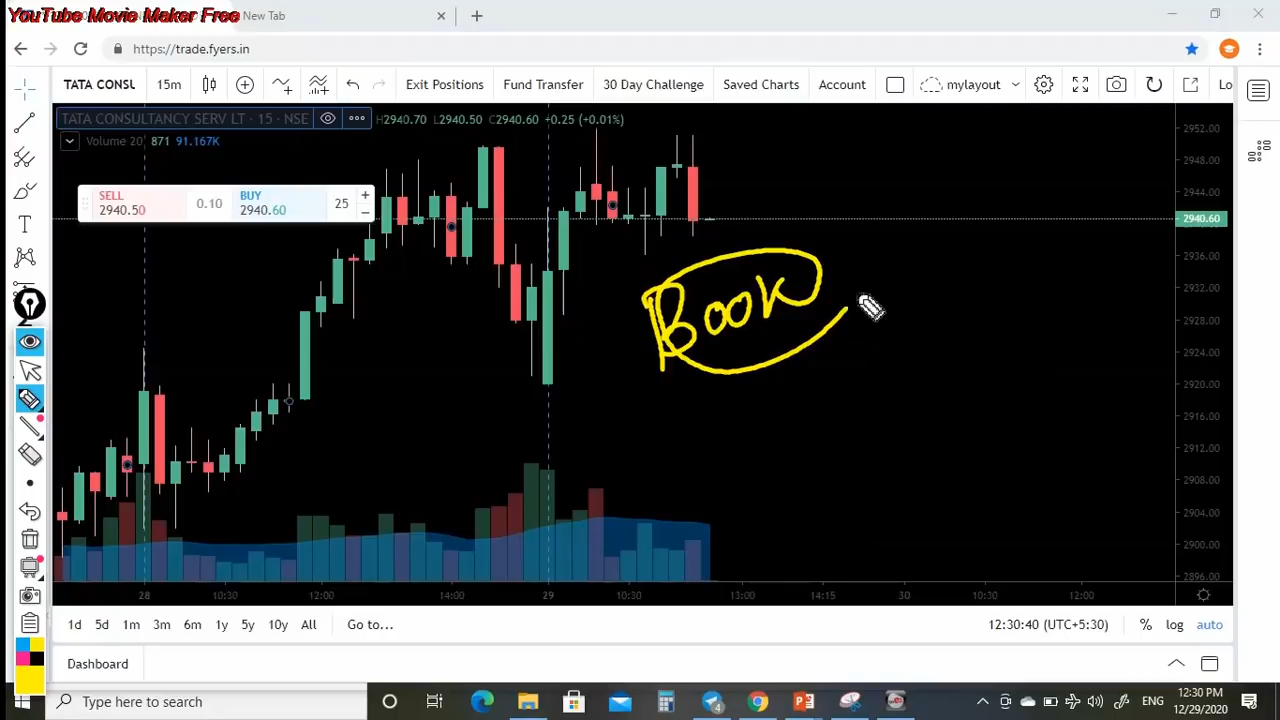 YouTube Movie Maker Free
New Tab
https://trade.fyers.in
TATA CONSUL 15m Exit Positions Fund Transfer 30 Day Challenge Saved Charts Account mylayout Lo
TATA CONSULTANCY SERV LT · 15 · NSE H2940.70 L2940.50 C2940.60 +0.25 (+0.01%)
Volume 20 871 91.167K
SELL 2940.50 0.10 BUY 2940.60 25
2952.00
2948.00
2944.00
2940.60
2936.00
2932.00
2928.00
2924.00
2920.00
2916.00
2912.00
2908.00
2904.00
2900.00
2896.00
Book
28 10:30 12:00 14:00 29 10:30 13:00 14:15 30 10:30 12:00
1d 5d 1m 3m 6m 1y 5y 10y All Go to... 12:30:40 (UTC+5:30) % log auto
Dashboard
Type here to search 4 ENG 12:30 PM
12/29/2020